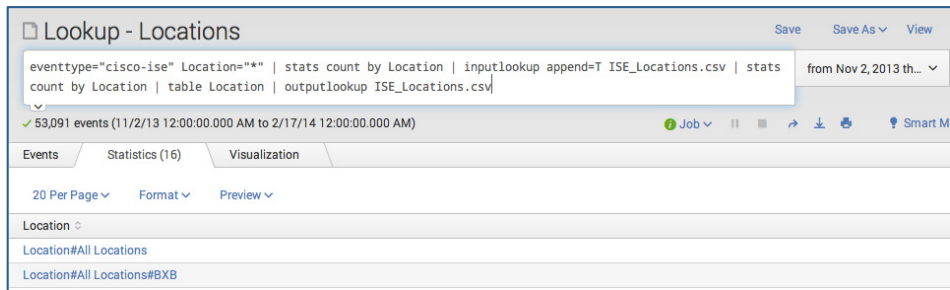 Lookup - Locations
Save Save As View
eventtype="cisco-ise" Location="*" | stats count by Location | inputlookup append=T ISE_Locations.csv | stats
count by Location | table Location | outputlookup ISE_Locations.csv
from Nov 2, 2013 th...
53,091 events (11/2/13 12:00:00.000 AM to 2/17/14 12:00:00.000 AM)
Job
Smart M
Events Statistics (16) Visualization
20 Per Page Format Preview
Location
Location#All Locations
Location#All Locations#BXB